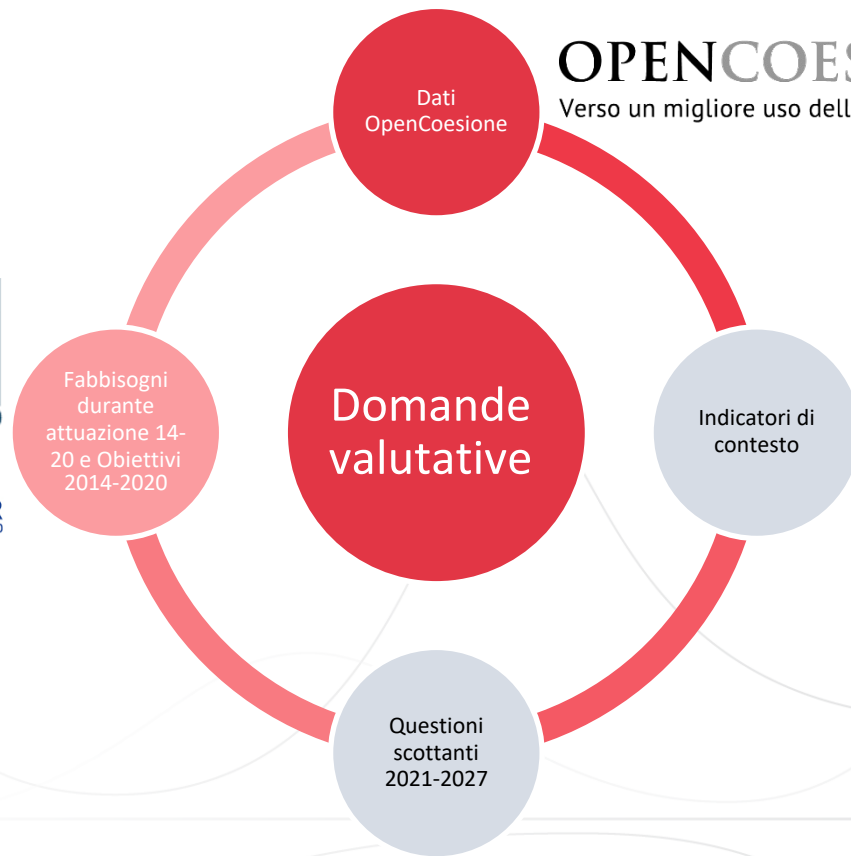 OPENCOES
Verso un migliore uso dell
Dati
OpenCoesione
Domande
valutative
Indicatori di
contesto
Questioni
scottanti
2021-2027
Fabbisogni
durante
attuazione 14-
20 e Obiettivi
2014-2020